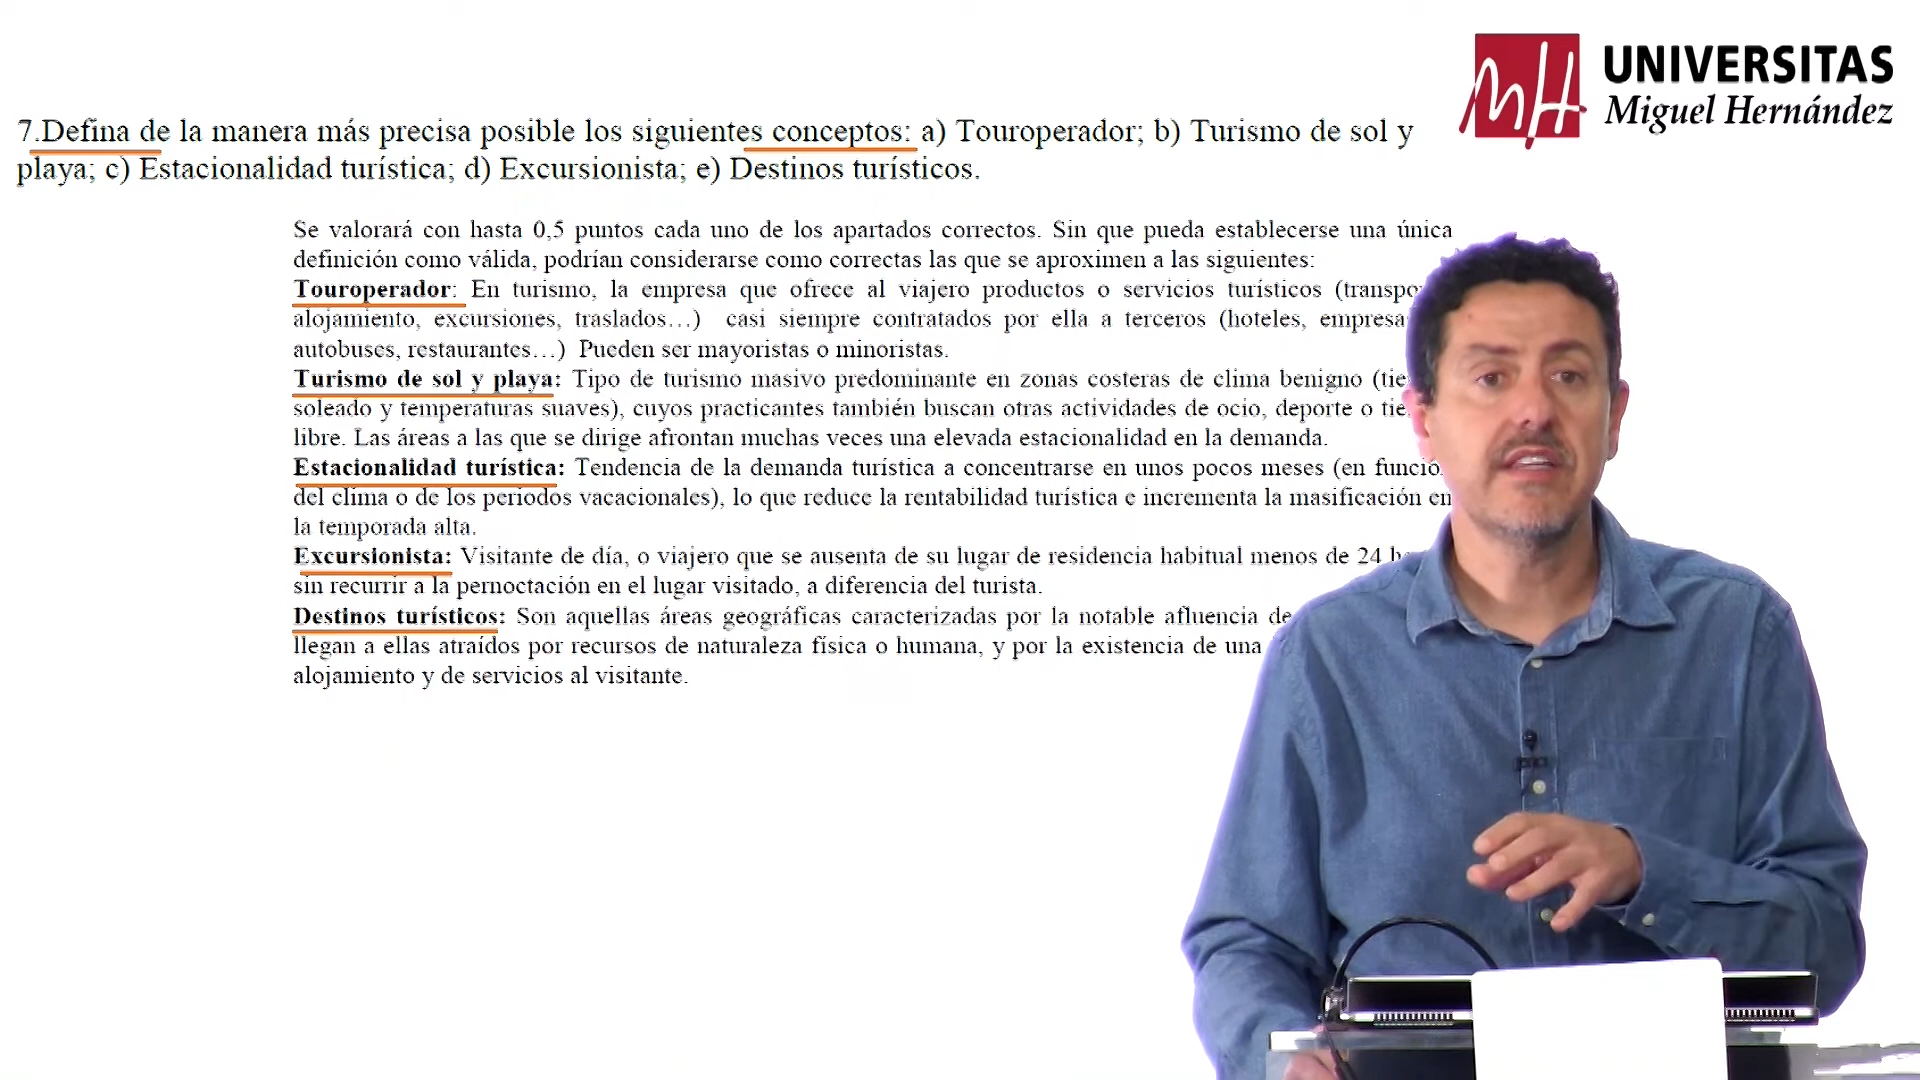 UNIVERSITAS
Miguel Hernández
7.Defina de la manera más precisa posible los siguientes conceptos: a) Touroperador; b) Turismo de sol y
playa; c) Estacionalidad turística; d) Excursionista; e) Destinos turísticos.
Se valorará con hasta 0,5 puntos cada uno de los apartados correctos. Sin que pueda establecerse una única
definición como válida, podrían considerarse como correctas las que se aproximen a las siguientes:
Touroperador: En turismo, la empresa que ofrece al viajero productos o servicios turísticos
alojamiento, excursiones, traslados…) casi siempre contratados por ella a terceros (hoteles,
autobuses, restaurantes…) Pueden ser mayoristas o minoristas.
Turismo de sol y playa: Tipo de turismo masivo predominante en zonas costeras de clima benigno
soleado y temperaturas suaves), cuyos practicantes también buscan otras actividades de ocio, deporte o
libre. Las áreas a las que se dirige afrontan muchas veces una elevada estacionalidad en la demanda.
Estacionalidad turística: Tendencia de la demanda turística a concentrarse en unos pocos meses (en
del clima o de los periodos vacacionales), lo que reduce la rentabilidad turística e incrementa la masificación en
la temporada alta.
Excursionista: Visitante de día, o viajero que se ausenta de su lugar de residencia habitual menos de 24
sin recurrir a la pernoctación en el lugar visitado, a diferencia del turista.
Destinos turísticos: Son aquellas áreas geográficas caracterizadas por la notable afluencia de
llegan a ellas atraídos por recursos de naturaleza física o humana, y por la existencia de una
alojamiento y de servicios al visitante.